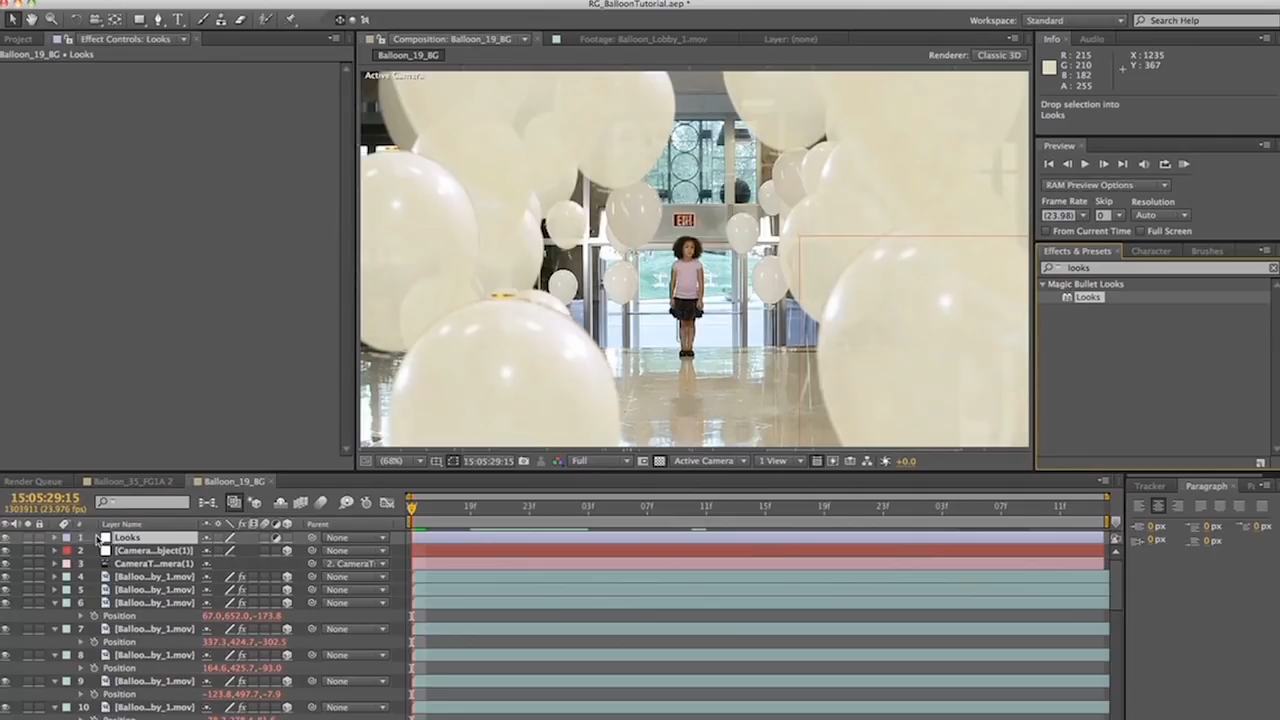 RG_BalloonTutorial.aep *
Workspace: Standard
Search Help
Project
Effect Controls: Looks
Composition: Balloon_19_BG
Footage: Balloon_Lobby_1.mov
Layer: (none)
Info
Audio
Balloon_19_BG • Looks
Balloon_19_BG
Renderer: Classic 3D
Active Camera
R : 215
G : 210
B : 182
A : 255
X : 1235
Y : 367
Drop selection into
Looks
Preview
RAM Preview Options
Frame Rate Skip Resolution
(23.98) 0 Auto
From Current Time Full Screen
EXIT
Effects & Presets
Character
Brushes
looks
Magic Bullet Looks
Looks
(68%)
15:05:29:15
Full
Active Camera
1 View
+0.0
Render Queue
Balloon_35_FG1A 2
Balloon_19_BG
Tracker
Paragraph
15:05:29:15
1303911 (23.976 fps)
19f 23f 03f 07f 11f 15f 19f 23f 03f 07f
# Layer Name Parent
1 Looks None
2 [Camera...bject(1)] None
3 CameraT...mera(1) 2. CameraT
4 [Balloo...by_1.mov] None
5 [Balloo...by_1.mov] None
6 [Balloo...by_1.mov] None
Position 67.0,652.0,-173.8
7 [Balloo...by_1.mov] None
Position 337.3,424.7,-302.5
8 [Balloo...by_1.mov] None
Position 164.6,425.7,-93.0
9 [Balloo...by_1.mov] None
Position -123.8,497.7,-7.9
10 [Balloo...by_1.mov] None
0 px 0 px 0 px
0 px 0 px